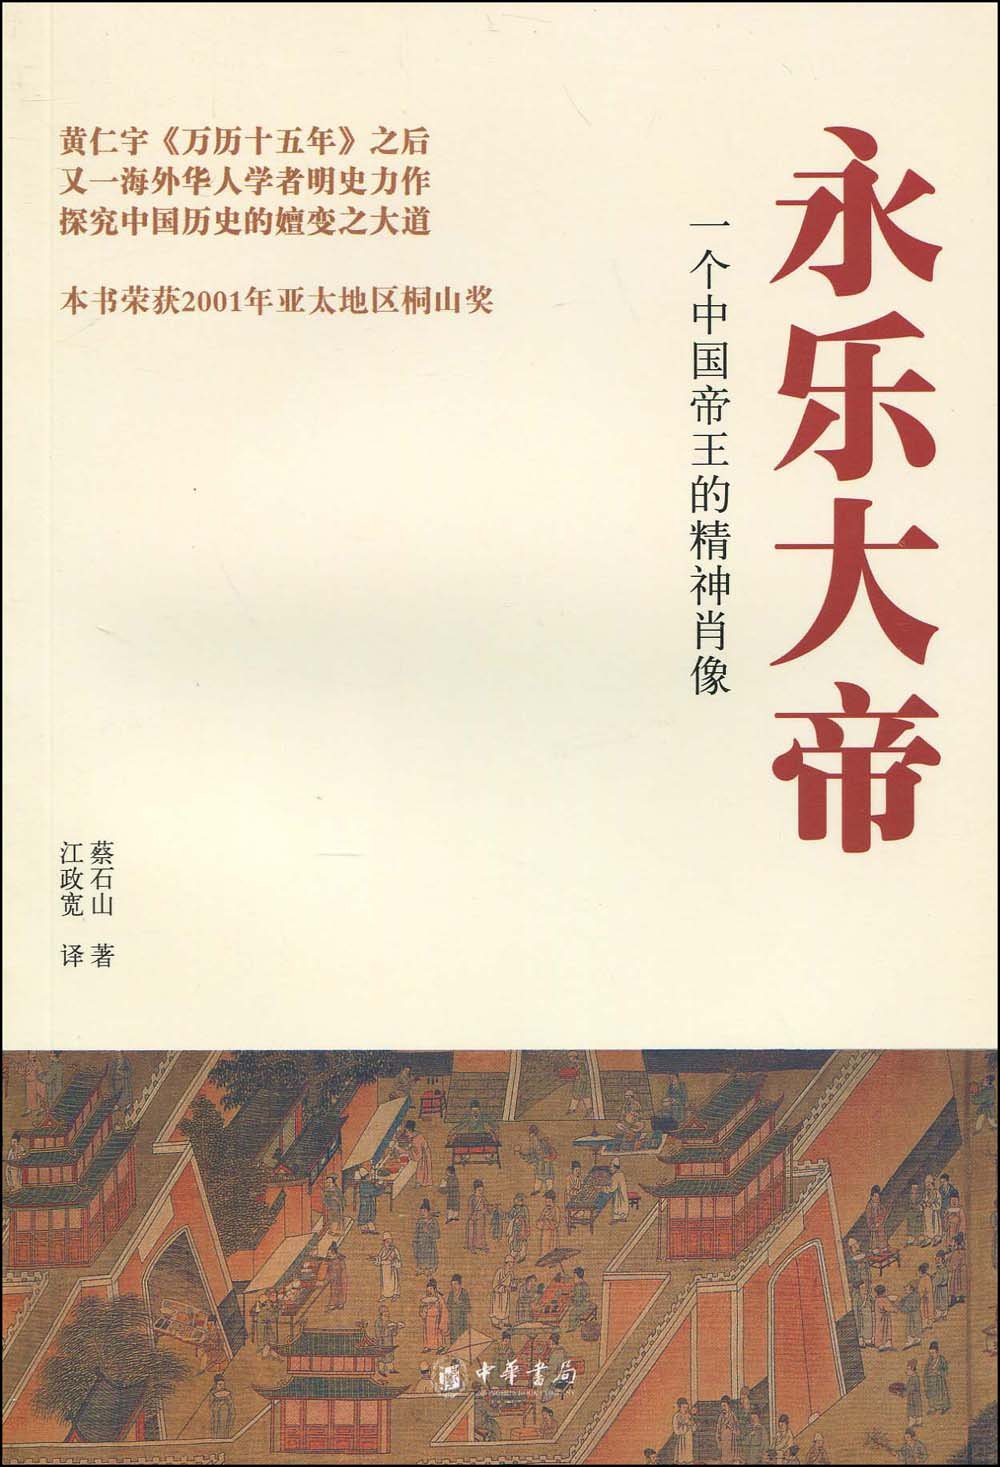 永乐大帝
一个中国帝王的精神肖像
黄仁宇《万历十五年》之后
又一海外华人学者明史力作
探究中国历史的嬗变之大道
本书荣获2001年亚太地区桐山奖
蔡石山 著
江政宽 译
中華書局